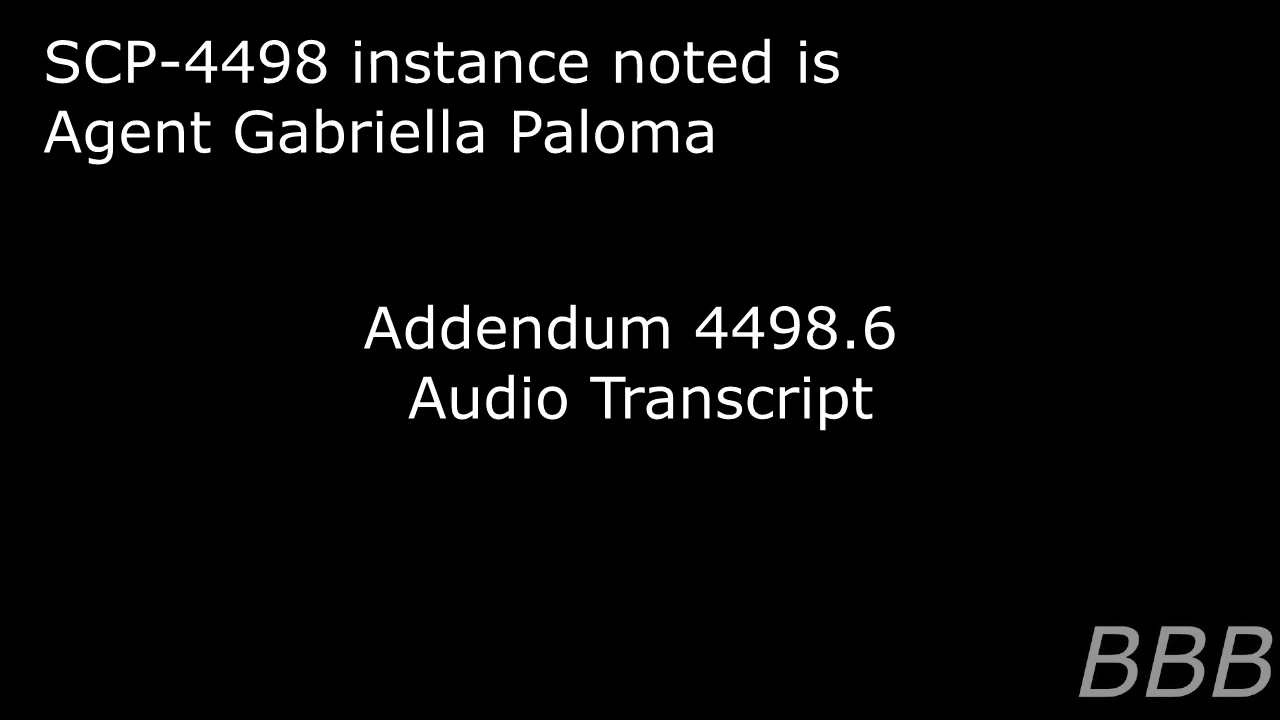 SCP-4498 instance noted is
Agent Gabriella Paloma
Addendum 4498.6
Audio Transcript
BBB